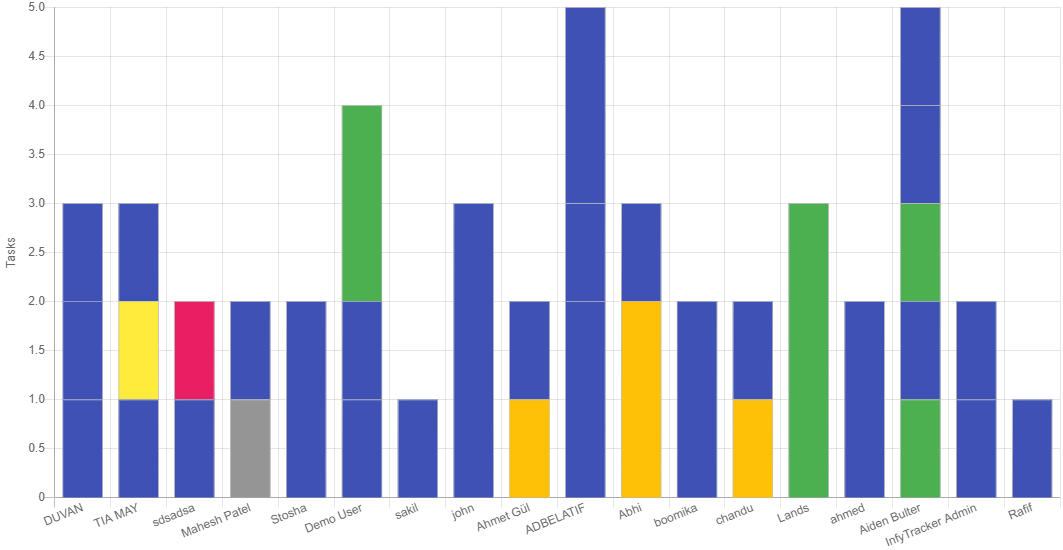 5.0
4.5
4.0
3.5
3.0
2.5
2.0
1.5
1.0
0.5
0
Tasks
DUVAN
TIA MAY
sdsadsa
Mahesh Patel
Stosha
Demo User
sakil
john
Ahmet Gül
ADBELATIF
Abhi
boomika
chandu
Lands
ahmed
Aiden Bulter
InfyTracker Admin
Rafif